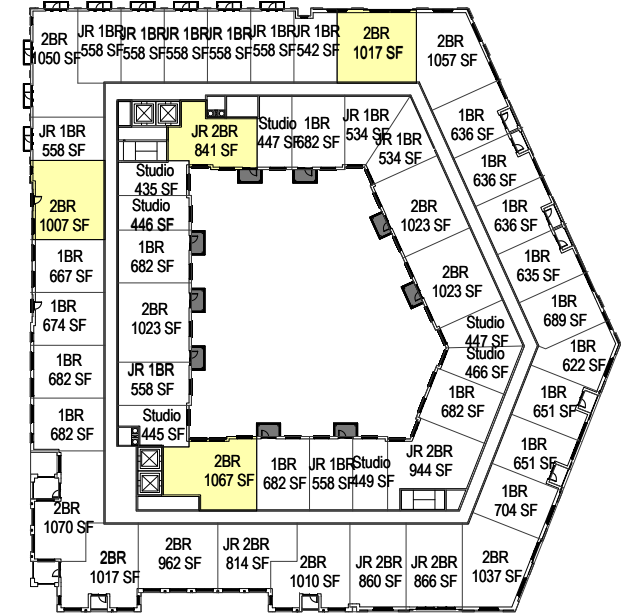 2BR
1050 SF
JR 1BR
558 SF
JR 1BR
558 SF
JR 1BR
558 SF
JR 1BR
558 SF
JR 1BR
558 SF
JR 1BR
542 SF
2BR
1017 SF
2BR
1057 SF
JR 1BR
558 SF
JR 2BR
841 SF
Studio
447 SF
1BR
682 SF
JR 1BR
534 SF
JR 1BR
534 SF
1BR
636 SF
1BR
636 SF
1BR
636 SF
1BR
635 SF
1BR
689 SF
1BR
622 SF
1BR
651 SF
1BR
651 SF
1BR
704 SF
2BR
1037 SF
2BR
1007 SF
1BR
667 SF
1BR
674 SF
1BR
682 SF
1BR
682 SF
2BR
1070 SF
Studio
435 SF
Studio
446 SF
1BR
682 SF
2BR
1023 SF
JR 1BR
558 SF
Studio
445 SF
2BR
1023 SF
2BR
1023 SF
Studio
447 SF
Studio
466 SF
1BR
682 SF
JR 2BR
944 SF
2BR
1067 SF
1BR
682 SF
JR 1BR
558 SF
Studio
449 SF
2BR
1017 SF
2BR
962 SF
JR 2BR
814 SF
2BR
1010 SF
JR 2BR
860 SF
JR 2BR
866 SF